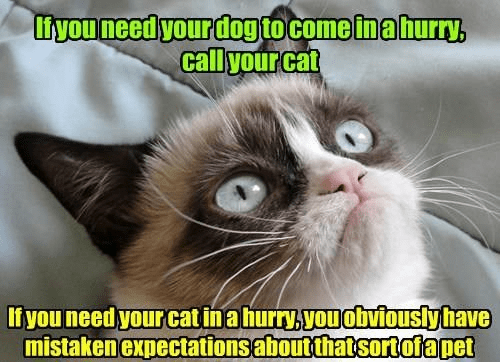 If you need your dog to come in a hurry,
call your cat
If you need your cat in a hurry, you obviously have
mistaken expectations about that sort of a pet